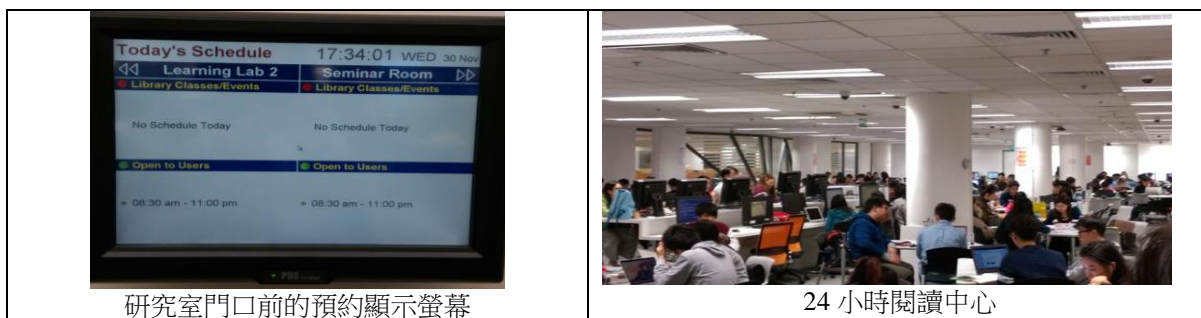 Today's Schedule 17:34:01 WED 30 Nov
Learning Lab 2 Seminar Room
Library Classes/Events Library Classes/Events
No Schedule Today No Schedule Today
Open to Users Open to Users
08:30 am - 11:00 pm 08:30 am - 11:00 pm
研究室門口前的預約顯示螢幕
24 小時閱讀中心